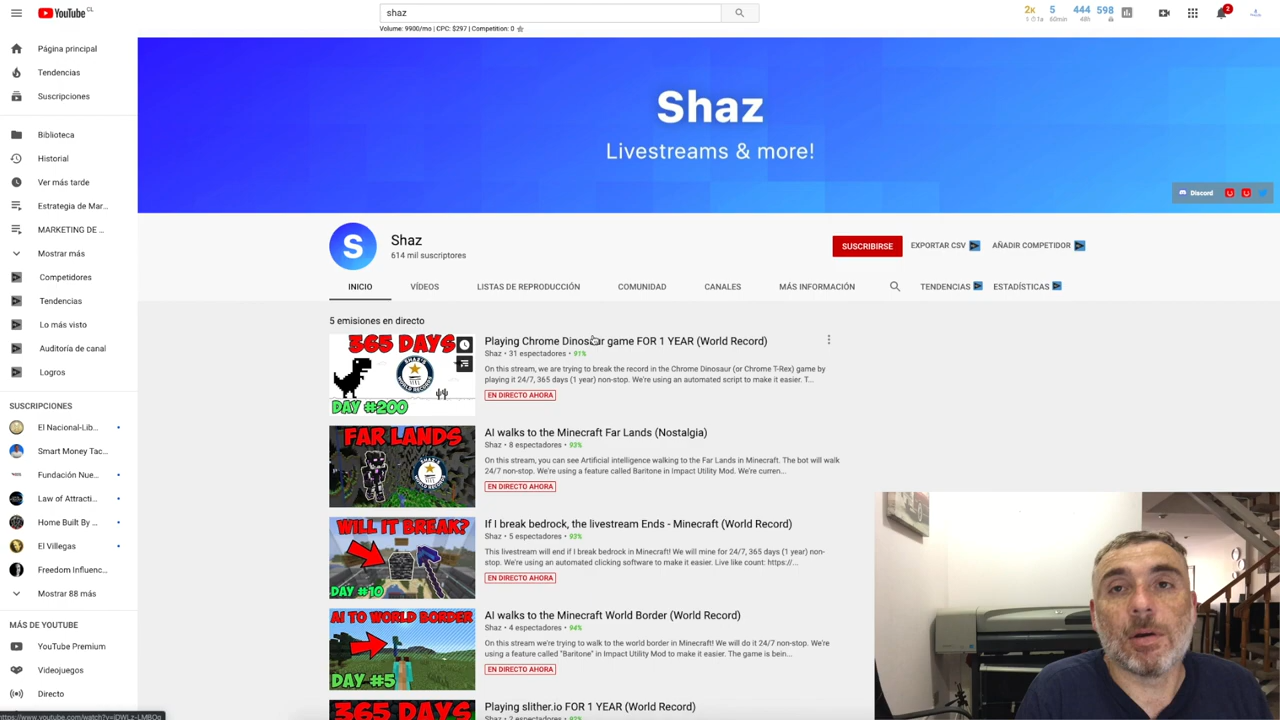 YouTube CL
shaz
Volume: 9900/mo | CPC: $297 | Competition: 0
2k 5 444 598
60min 48h
2
Página principal
Tendencias
Suscripciones
Biblioteca
Historial
Ver más tarde
Estrategia de Mar...
MARKETING DE ...
Mostrar más
Competidores
Tendencias
Lo más visto
Auditoría de canal
Logros
SUSCRIPCIONES
El Nacional-Lib...
Smart Money Tac...
Fundación Nue...
Law of Attracti...
Home Built By ...
El Villegas
Freedom Influenc...
Mostrar 88 más
MÁS DE YOUTUBE
YouTube Premium
Videojuegos
Directo
Shaz
Livestreams & more!
Discord
S
Shaz
614 mil suscriptores
SUSCRIBIRSE
EXPORTAR CSV
AÑADIR COMPETIDOR
INICIO
VÍDEOS
LISTAS DE REPRODUCCIÓN
COMUNIDAD
CANALES
MÁS INFORMACIÓN
TENDENCIAS
ESTADÍSTICAS
5 emisiones en directo
365 DAYS
DAY #200
Playing Chrome Dinosaur game FOR 1 YEAR (World Record)
Shaz • 31 espectadores • 91%
On this stream, we are trying to break the record in the Chrome Dinosaur (or Chrome T-Rex) game by
playing it 24/7, 365 days (1 year) non-stop. We're using an automated script to make it easier. T...
EN DIRECTO AHORA
FAR LANDS
AI walks to the Minecraft Far Lands (Nostalgia)
Shaz • 8 espectadores • 93%
On this stream, you can see Artificial intelligence walking to the Far Lands in Minecraft. The bot will walk
24/7 non-stop. We're using a feature called Baritone in Impact Utility Mod. We're curren...
EN DIRECTO AHORA
WILL IT BREAK?
DAY #10
If I break bedrock, the livestream Ends - Minecraft (World Record)
Shaz • 5 espectadores • 93%
This livestream will end if I break bedrock in Minecraft! We will mine for 24/7, 365 days (1 year) non-
stop. We're using an automated clicking software to make it easier. Live like count: https://...
EN DIRECTO AHORA
AI TO WORLD BORDER
DAY #5
AI walks to the Minecraft World Border (World Record)
Shaz • 4 espectadores • 94%
On this stream we're trying to walk to the world border in Minecraft! We will do it 24/7 non-stop. We're
using a feature called "Baritone" in Impact Utility Mod to make it easier. The game is bein...
EN DIRECTO AHORA
365 DAYS
Playing slither.io FOR 1 YEAR (World Record)